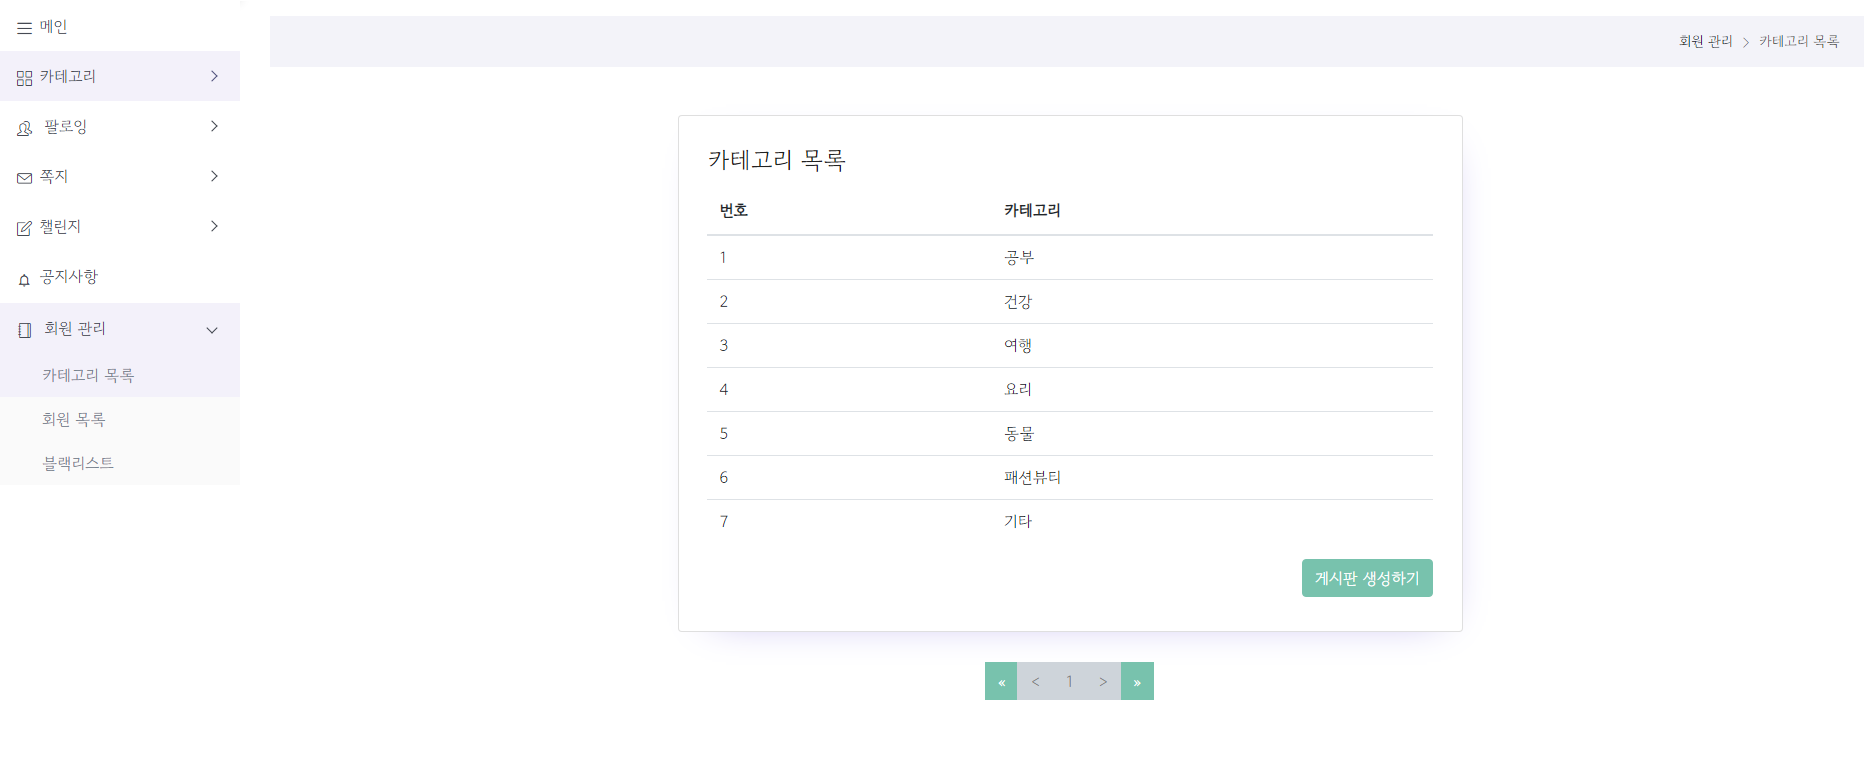 메인
카테고리
팔로잉
쪽지
챌린지
공지사항
회원 관리
카테고리 목록
회원 목록
블랙리스트
회원 관리 > 카테고리 목록
카테고리 목록
번호 카테고리
1 공부
2 건강
3 여행
4 요리
5 동물
6 패션뷰티
7 기타
게시판 생성하기
« < 1 > »